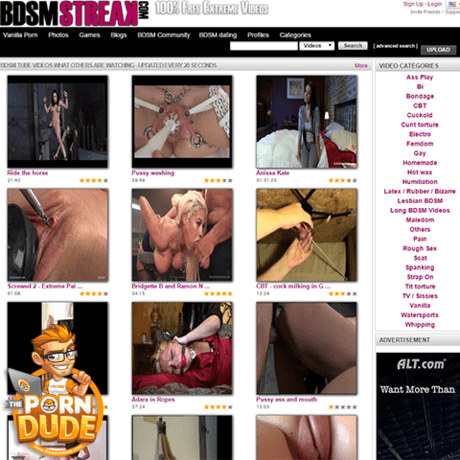 BDSMSTREAK.COM 100% Free Extreme Videos
Sign Up - Login
Invite Friends
Vanilla Porn Photos Games Blogs BDSM Community BDSM dating Profiles Categories
Videos Search [ advanced search ] UPLOAD
BDSM TUBE VIDEOS WHAT OTHERS ARE WATCHING - UPDATED EVERY 20 SECONDS More
VIDEO CATEGORIES
Ass Play
Bi
Bondage
CBT
Cuckold
Cunt torture
Electro
Femdom
Gay
Homemade
Hot wax
Humiliation
Latex / Rubber / Bizarre
Lesbian BDSM
Long BDSM Videos
Maledom
Others
Pain
Rough Sex
Scat
Spanking
Strap On
Tit torture
TV / Sissies
Vanilla
Watersports
Whipping
Ride the horse
21:42
Pussy washing
28:48
Anissa Kate
01:01:23
Screwed 2 - Extreme Pai ...
01:06
Bridgette B and Ramon N ...
54:15
CBT - cock milking in G ...
12:24
Adara in Ropes
57:24
Pussy ass and mouth
15:03
THE PORN DUDE
ADVERTISEMENT
ALT.com
Want More Than